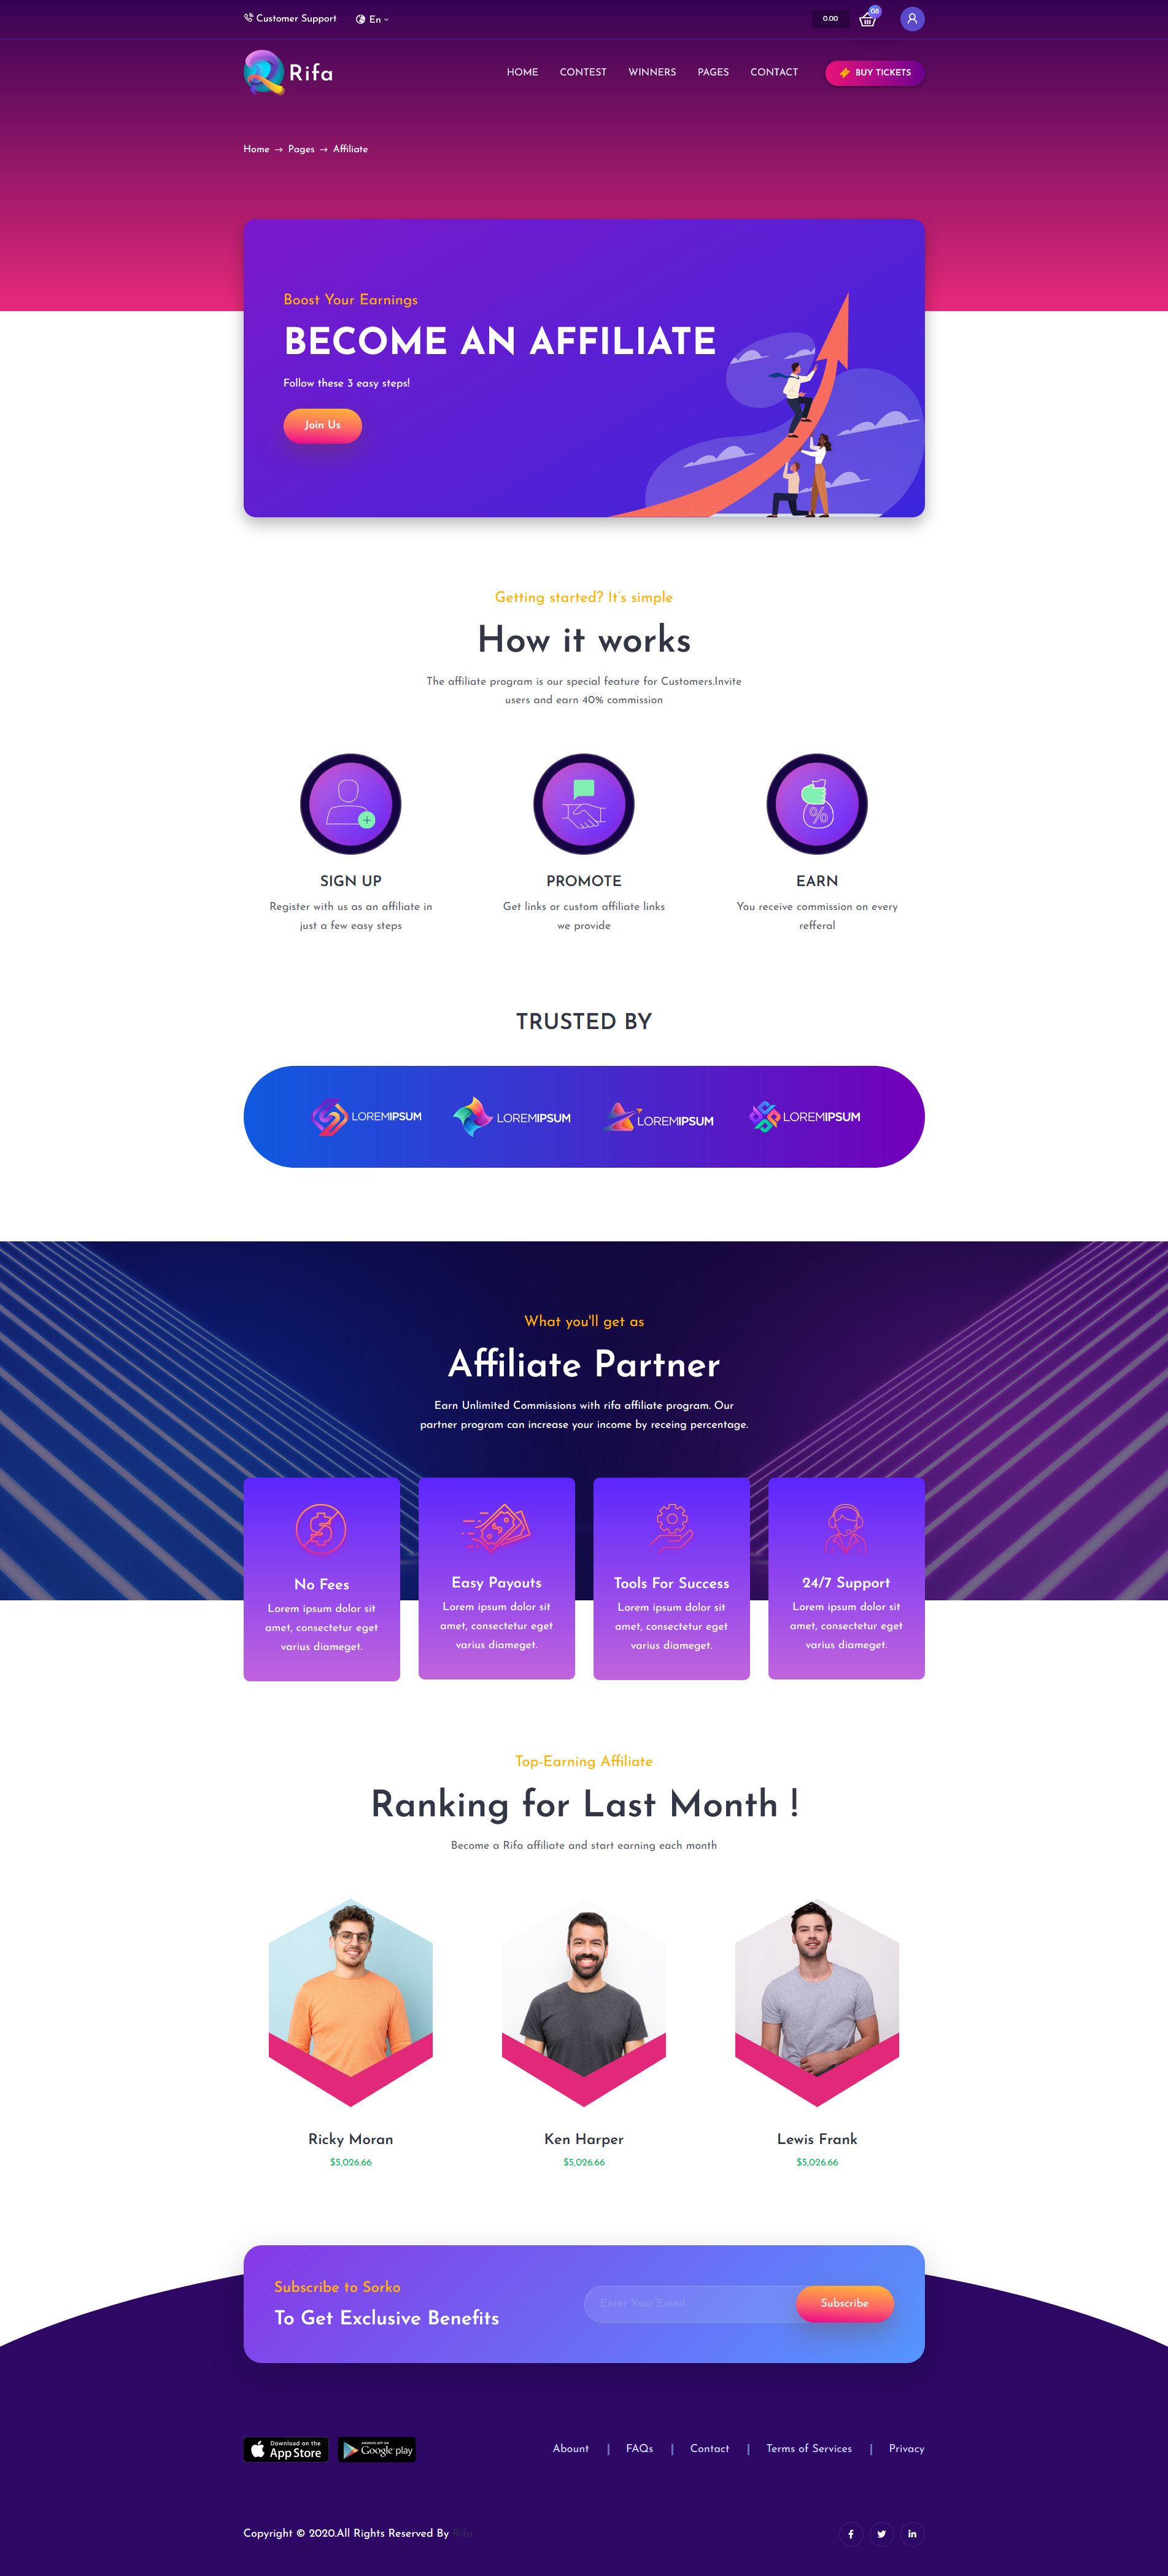 Customer Support
En
0.00
08
Rifa
HOME
CONTEST
WINNERS
PAGES
CONTACT
BUY TICKETS
Home → Pages → Affiliate
Boost Your Earnings
BECOME AN AFFILIATE
Follow these 3 easy steps!
Join Us
Getting started? It's simple
How it works
The affiliate program is our special feature for Customers.Invite
users and earn 40% commission
SIGN UP
Register with us as an affiliate in
just a few easy steps
PROMOTE
Get links or custom affiliate links
we provide
EARN
You receive commission on every
refferal
TRUSTED BY
LOREMIPSUM
LOREMIPSUM
LOREMIPSUM
LOREMIPSUM
What you'll get as
Affiliate Partner
Earn Unlimited Commissions with rifa affiliate program. Our
partner program can increase your income by receing percentage.
No Fees
Lorem ipsum dolor sit
amet, consectetur eget
varius diameget.
Easy Payouts
Lorem ipsum dolor sit
amet, consectetur eget
varius diameget.
Tools For Success
Lorem ipsum dolor sit
amet, consectetur eget
varius diameget.
24/7 Support
Lorem ipsum dolor sit
amet, consectetur eget
varius diameget.
Top-Earning Affiliate
Ranking for Last Month !
Become a Rifa affiliate and start earning each month
Ricky Moran
$5,026.66
Ken Harper
$5,026.66
Lewis Frank
$5,026.66
Subscribe to Sorko
To Get Exclusive Benefits
Enter Your Email
Subscribe
Download on the
App Store
ANDROID APP ON
Google play
Abount
FAQs
Contact
Terms of Services
Privacy
Copyright © 2020.All Rights Reserved By Rifa